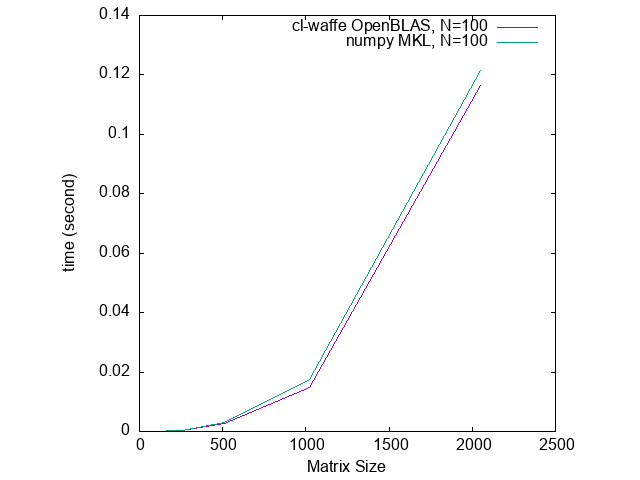 cl-waffe OpenBLAS, N=100
numpy MKL, N=100
0.14
0.12
0.1
0.08
0.06
0.04
0.02
0
time (second)
0 500 1000 1500 2000 2500
Matrix Size